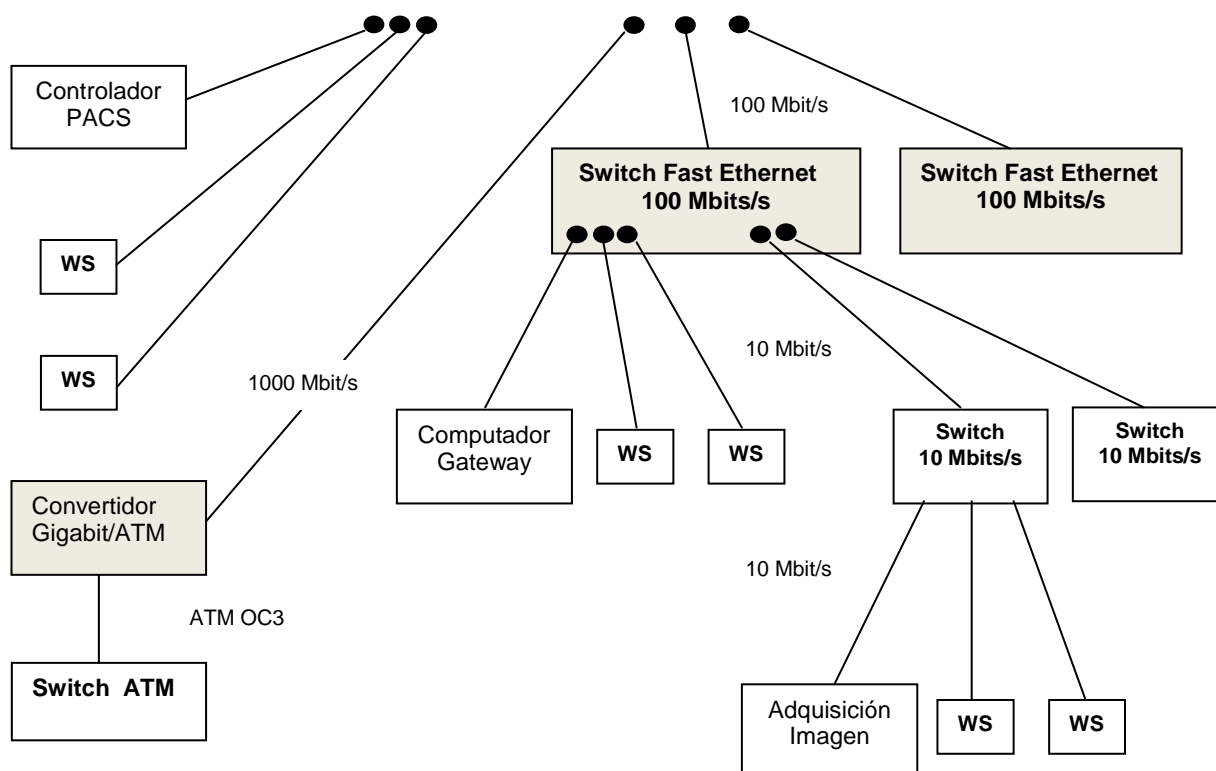 Controlador
PACS
100 Mbit/s
Switch Fast Ethernet
100 Mbits/s
Switch Fast Ethernet
100 Mbits/s
WS
WS
1000 Mbit/s
10 Mbit/s
Computador
Gateway
WS
WS
Switch
10 Mbits/s
Switch
10 Mbits/s
Convertidor
Gigabit/ATM
10 Mbit/s
ATM OC3
Switch ATM
Adquisición
Imagen
WS
WS